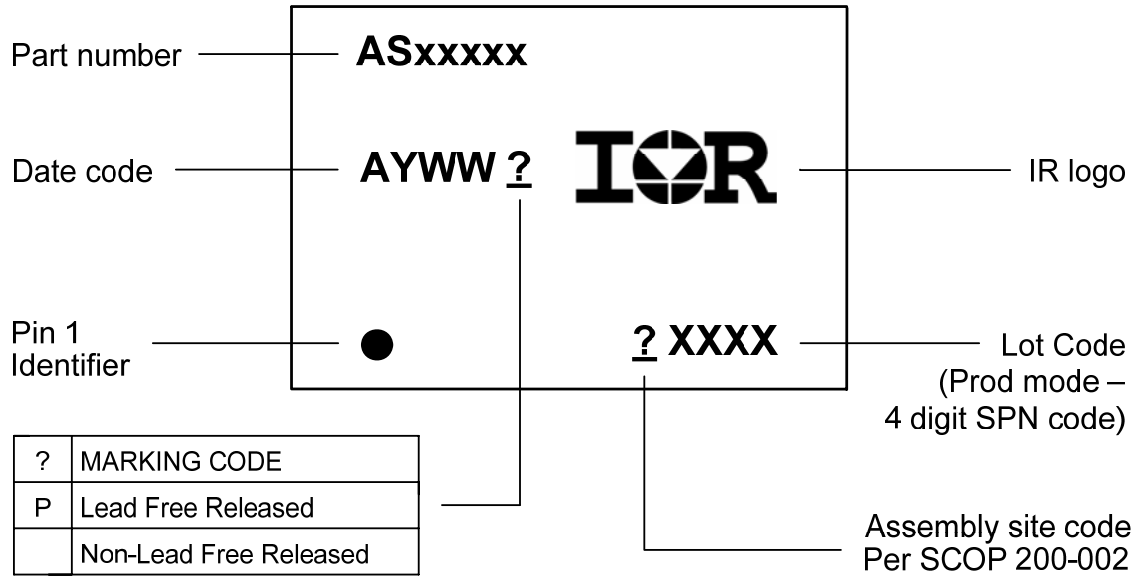 Part number
ASxxxxx
Date code
AYWW ?
IOR
IR logo
Pin 1
Identifier
? XXXX
Lot Code
(Prod mode –
4 digit SPN code)
? MARKING CODE
P Lead Free Released
Non-Lead Free Released
Assembly site code
Per SCOP 200-002